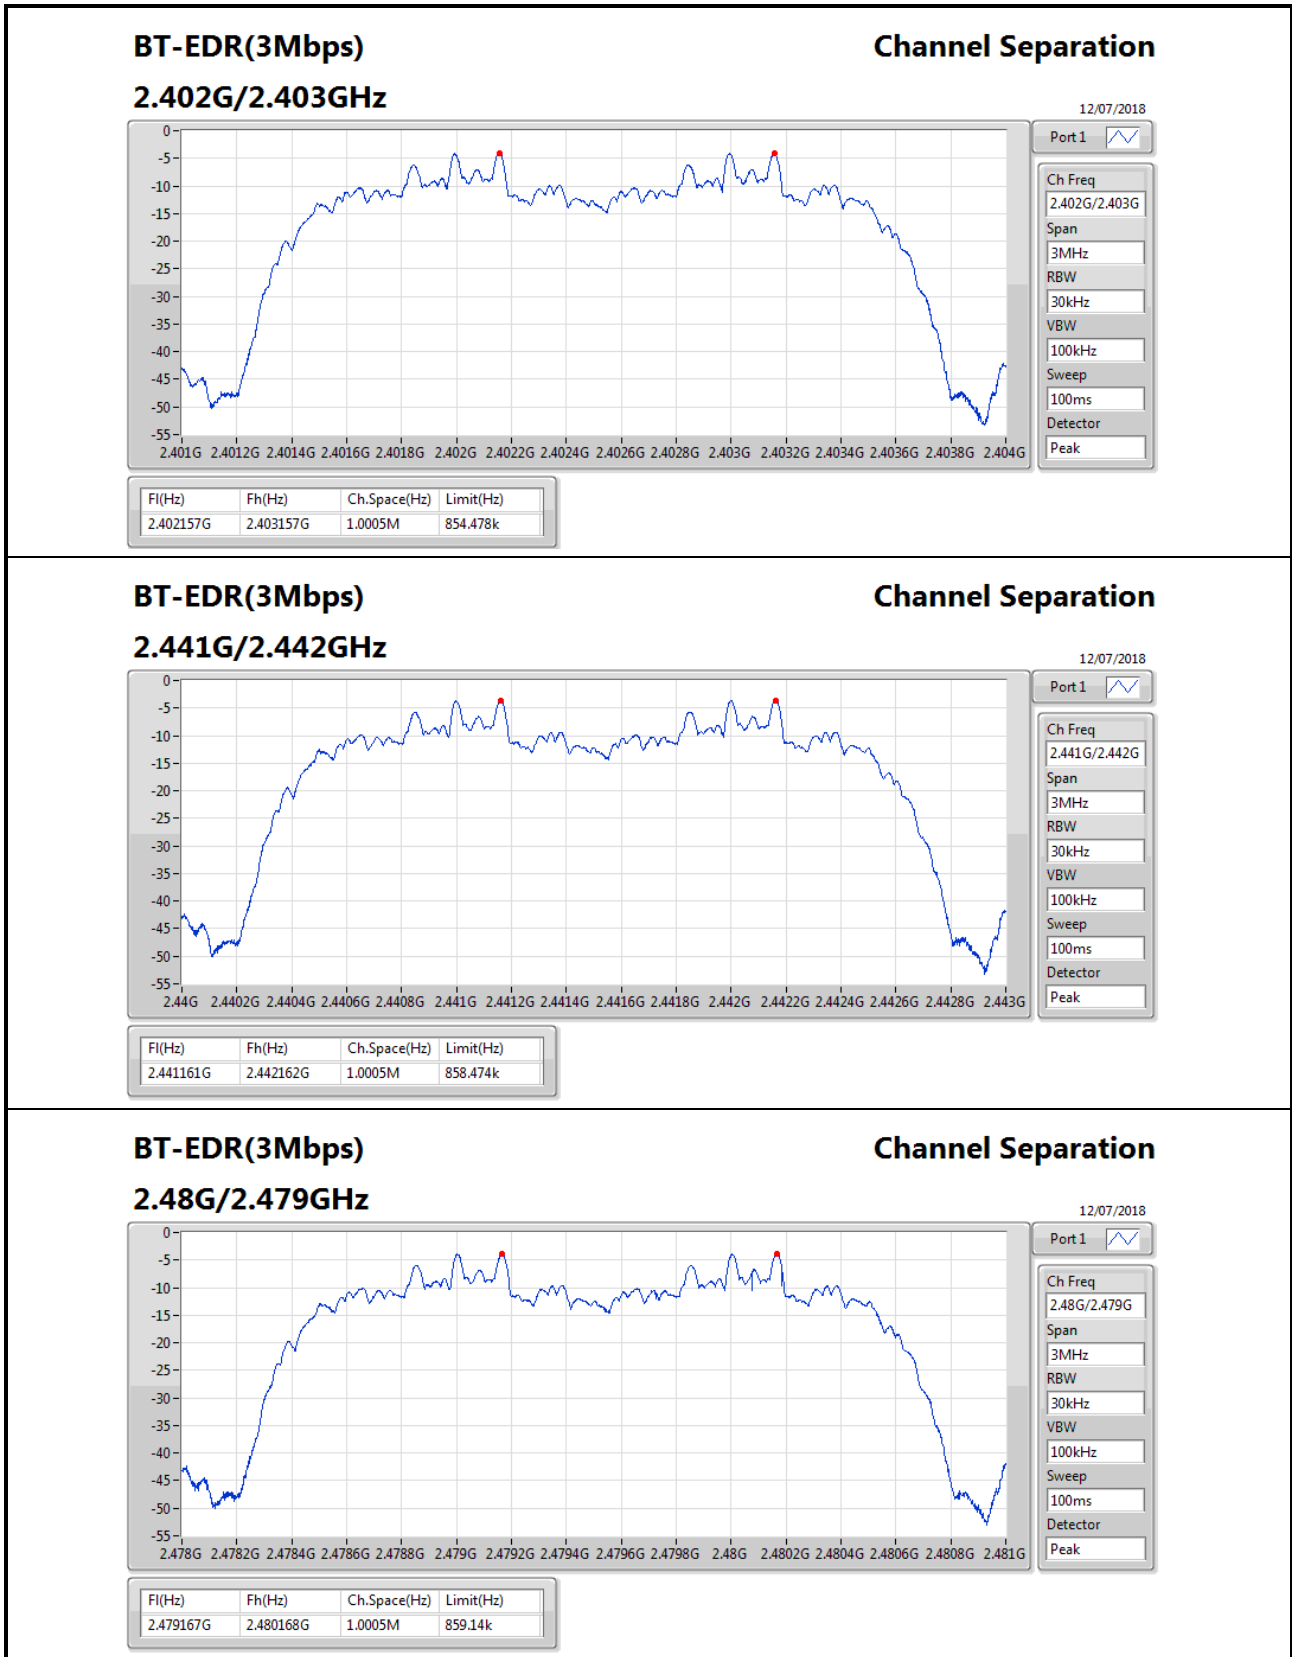 BT-EDR(3Mbps) Channel Separation
2.402G/2.403GHz
12/07/2018
Port 1
0
-5
-10
-15
-20
-25
-30
-35
-40
-45
-50
-55
2.401G 2.4012G 2.4014G 2.4016G 2.4018G 2.402G 2.4022G 2.4024G 2.4026G 2.4028G 2.403G 2.4032G 2.4034G 2.4036G 2.4038G 2.404G
Ch Freq
2.402G/2.403G
Span
3MHz
RBW
30kHz
VBW
100kHz
Sweep
100ms
Detector
Peak
Fl(Hz) Fh(Hz) Ch.Space(Hz) Limit(Hz)
2.402157G 2.403157G 1.0005M 854.478k
BT-EDR(3Mbps) Channel Separation
2.441G/2.442GHz
12/07/2018
Port 1
0
-5
-10
-15
-20
-25
-30
-35
-40
-45
-50
-55
2.44G 2.4402G 2.4404G 2.4406G 2.4408G 2.441G 2.4412G 2.4414G 2.4416G 2.4418G 2.442G 2.4422G 2.4424G 2.4426G 2.4428G 2.443G
Ch Freq
2.441G/2.442G
Span
3MHz
RBW
30kHz
VBW
100kHz
Sweep
100ms
Detector
Peak
Fl(Hz) Fh(Hz) Ch.Space(Hz) Limit(Hz)
2.441161G 2.442162G 1.0005M 858.474k
BT-EDR(3Mbps) Channel Separation
2.48G/2.479GHz
12/07/2018
Port 1
0
-5
-10
-15
-20
-25
-30
-35
-40
-45
-50
-55
2.478G 2.4782G 2.4784G 2.4786G 2.4788G 2.479G 2.4792G 2.4794G 2.4796G 2.4798G 2.48G 2.4802G 2.4804G 2.4806G 2.4808G 2.481G
Ch Freq
2.48G/2.479G
Span
3MHz
RBW
30kHz
VBW
100kHz
Sweep
100ms
Detector
Peak
Fl(Hz) Fh(Hz) Ch.Space(Hz) Limit(Hz)
2.479167G 2.480168G 1.0005M 859.14k